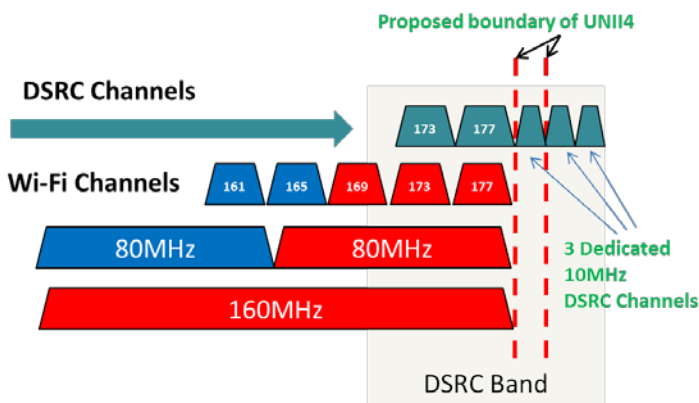 Proposed boundary of UNII4
DSRC Channels
173
177
Wi-Fi Channels
161
165
169
173
177
80MHz
80MHz
3 Dedicated
10MHz
DSRC Channels
160MHz
DSRC Band